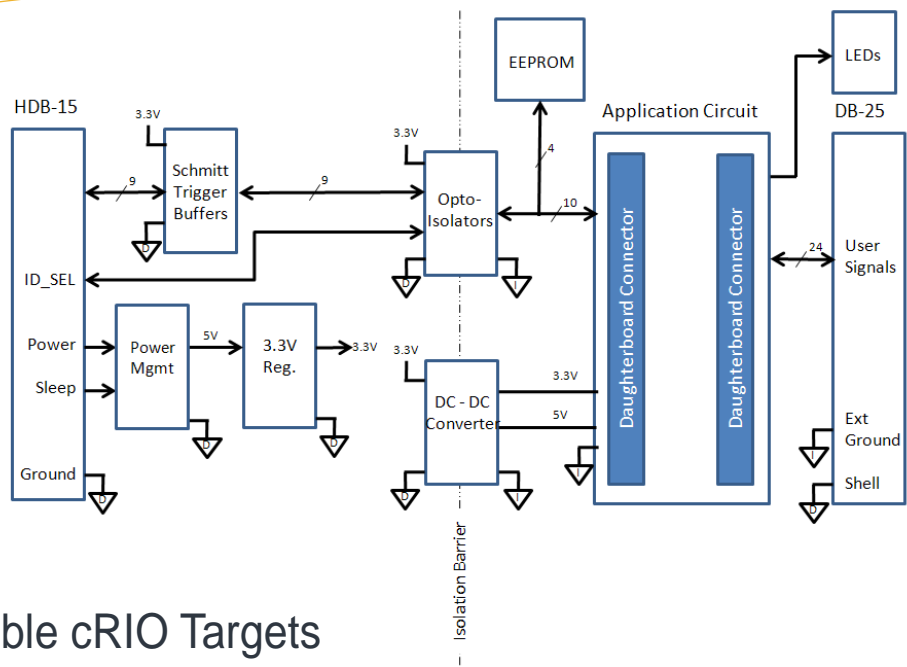 HDB-15
ID_SEL
Power
Sleep
Ground
9
3.3V
D
Schmitt
Trigger
Buffers
9
Power
Mgmt
D
5V
3.3V
Reg.
D
3.3V
D
3.3V
Opto-
Isolators
D
I
3.3V
DC - DC
Converter
D
I
Isolation Barrier
EEPROM
4
10
3.3V
5V
I
Application Circuit
Daughterboard Connector
Daughterboard Connector
LEDs
DB-25
24
User
Signals
Ext
Ground
I
Shell
D
ble cRIO Targets